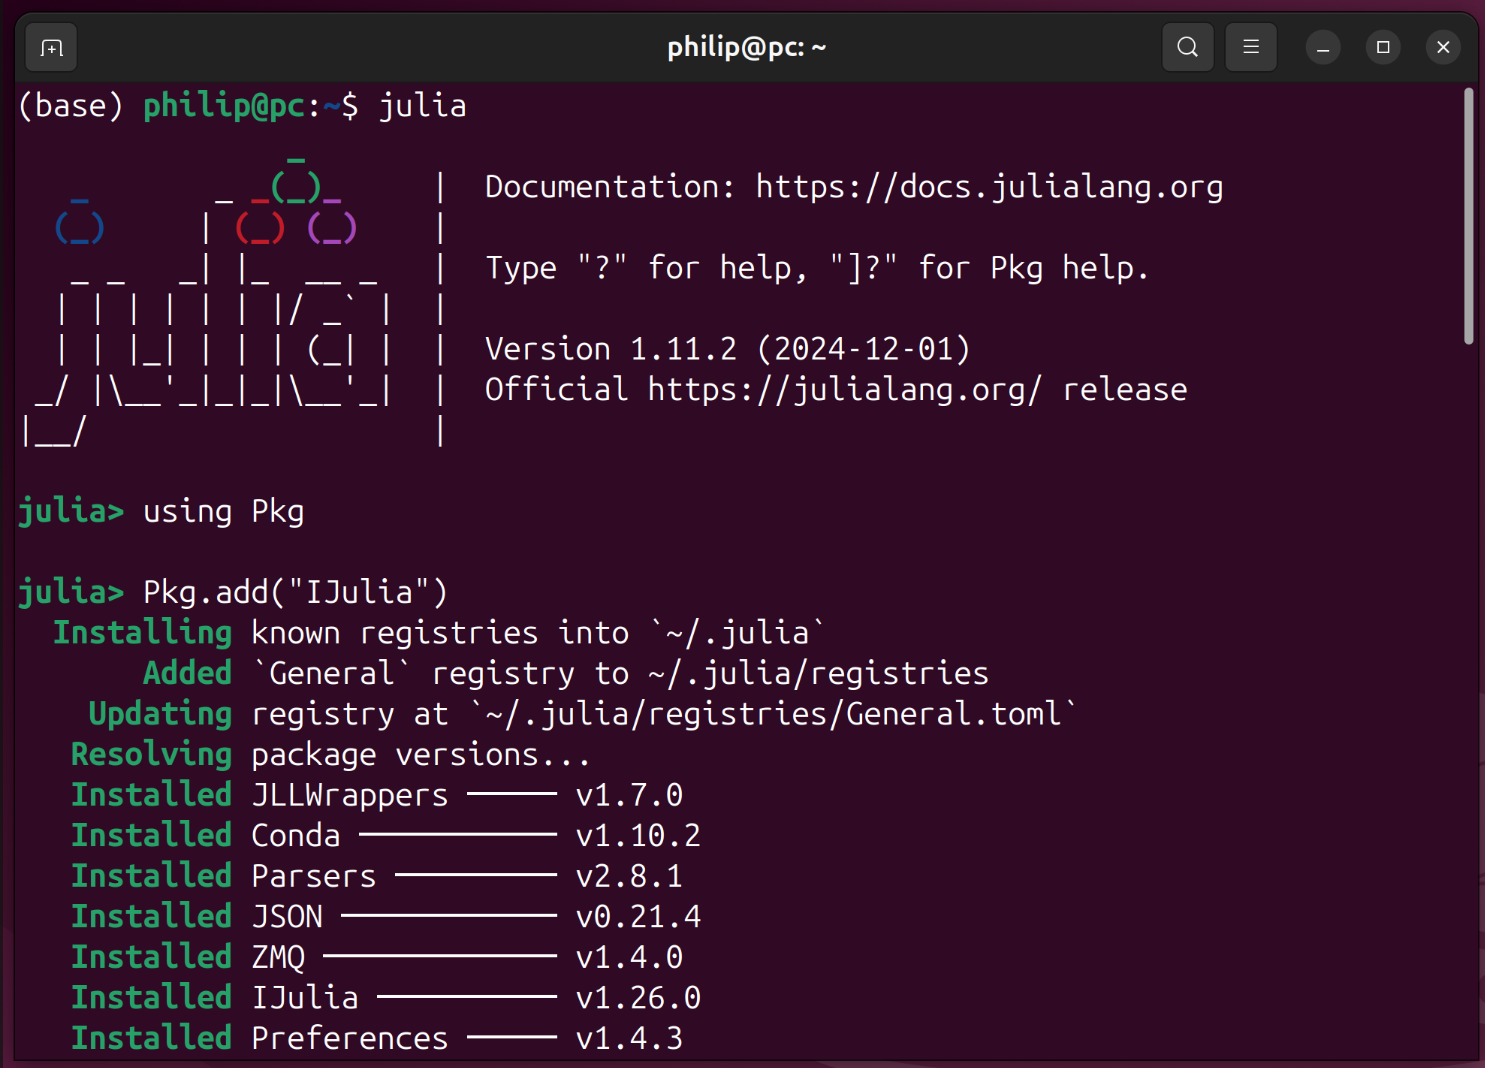 philip@pc: ~
(base) philip@pc:~$ julia
               _
   _       _ _(_)_     |  Documentation: https://docs.julialang.org
  (_)     | (_) (_)    |
   _ _   _| |_  __ _   |  Type "?" for help, "]?" for Pkg help.
  | | | | | | |/ _` |  |
  | | |_| | | | (_| |  |  Version 1.11.2 (2024-12-01)
 _/ |\__'_|_|_|\__'_|  |  Official https://julialang.org/ release
|__/                   |
julia> using Pkg
julia> Pkg.add("IJulia")
  Installing known registries into `~/.julia`
       Added `General` registry to ~/.julia/registries
    Updating registry at `~/.julia/registries/General.toml`
   Resolving package versions...
   Installed JLLWrappers ───── v1.7.0
   Installed Conda ─────────── v1.10.2
   Installed Parsers ───────── v2.8.1
   Installed JSON ──────────── v0.21.4
   Installed ZMQ ───────────── v1.4.0
   Installed IJulia ────────── v1.26.0
   Installed Preferences ───── v1.4.3